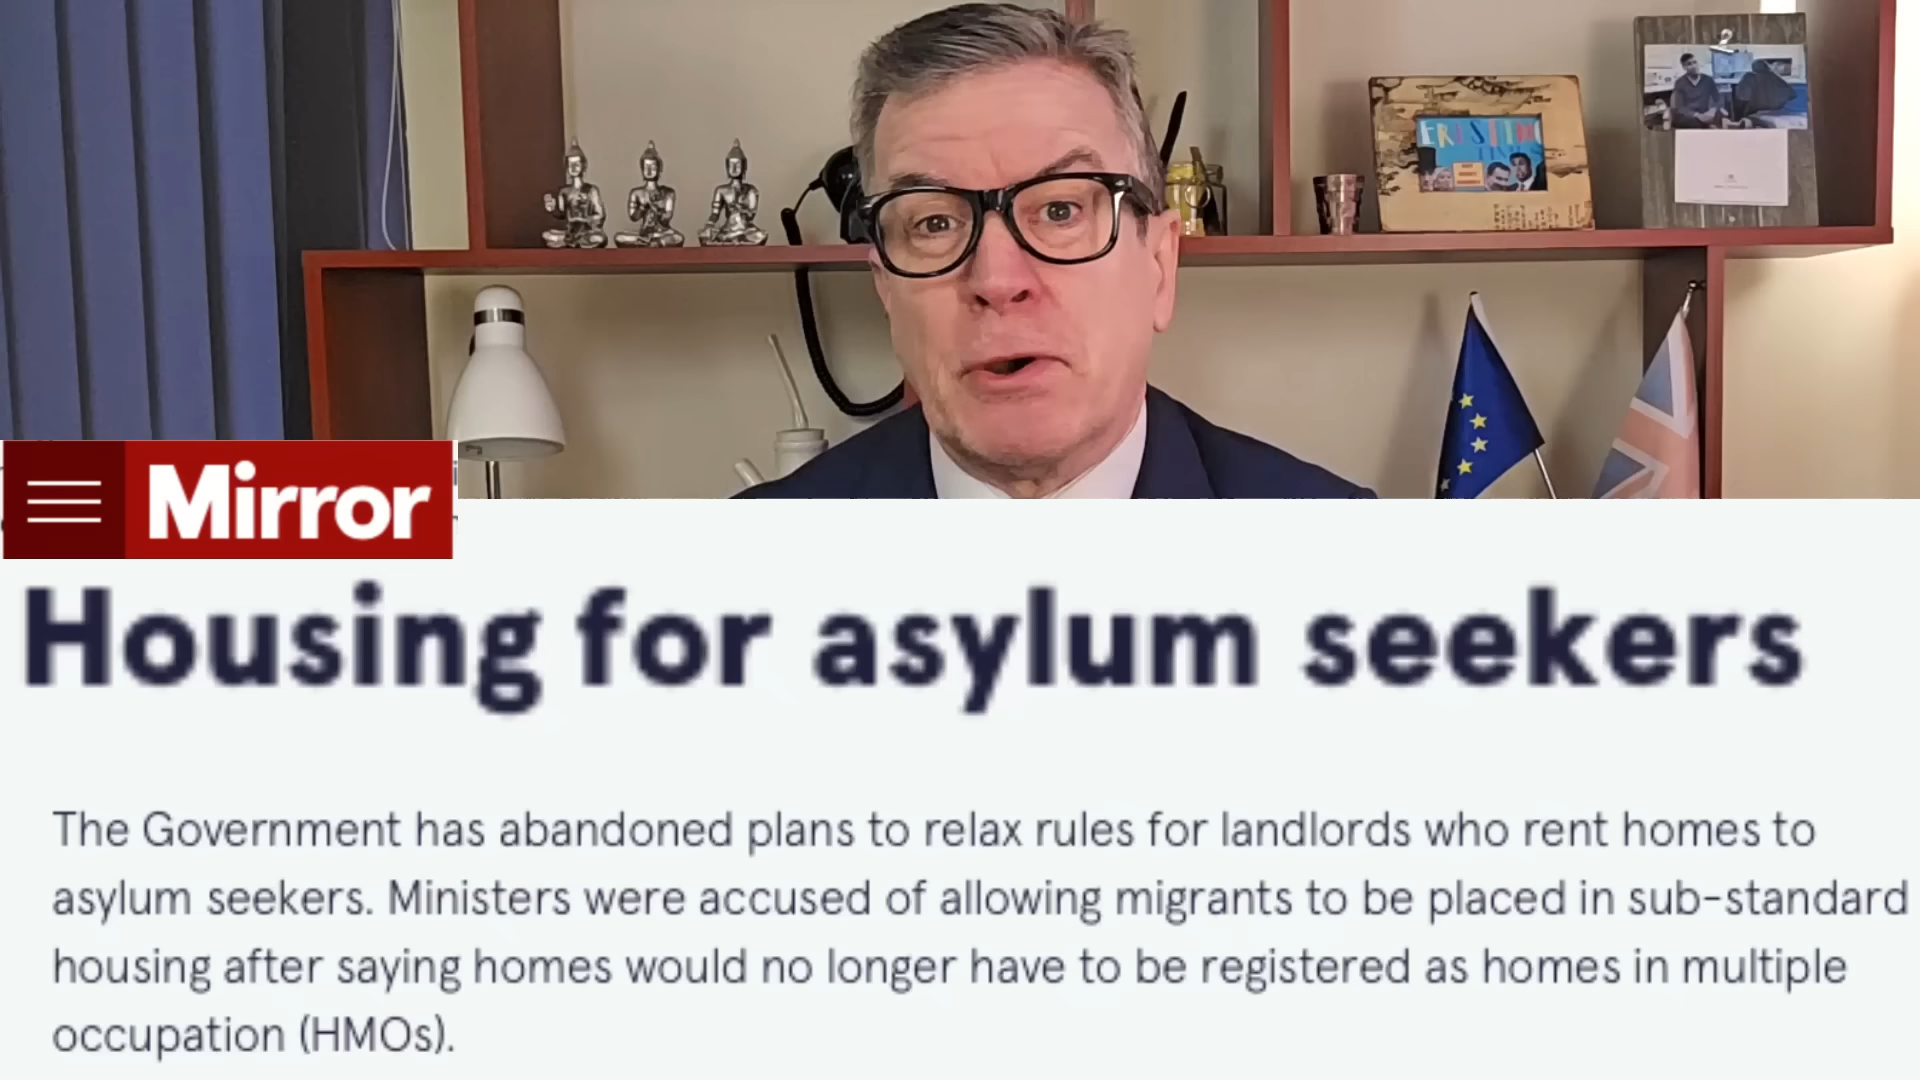 Mirror
Housing for asylum seekers
The Government has abandoned plans to relax rules for landlords who rent homes to
asylum seekers. Ministers were accused of allowing migrants to be placed in sub-standard
housing after saying homes would no longer have to be registered as homes in multiple
occupation (HMOs).